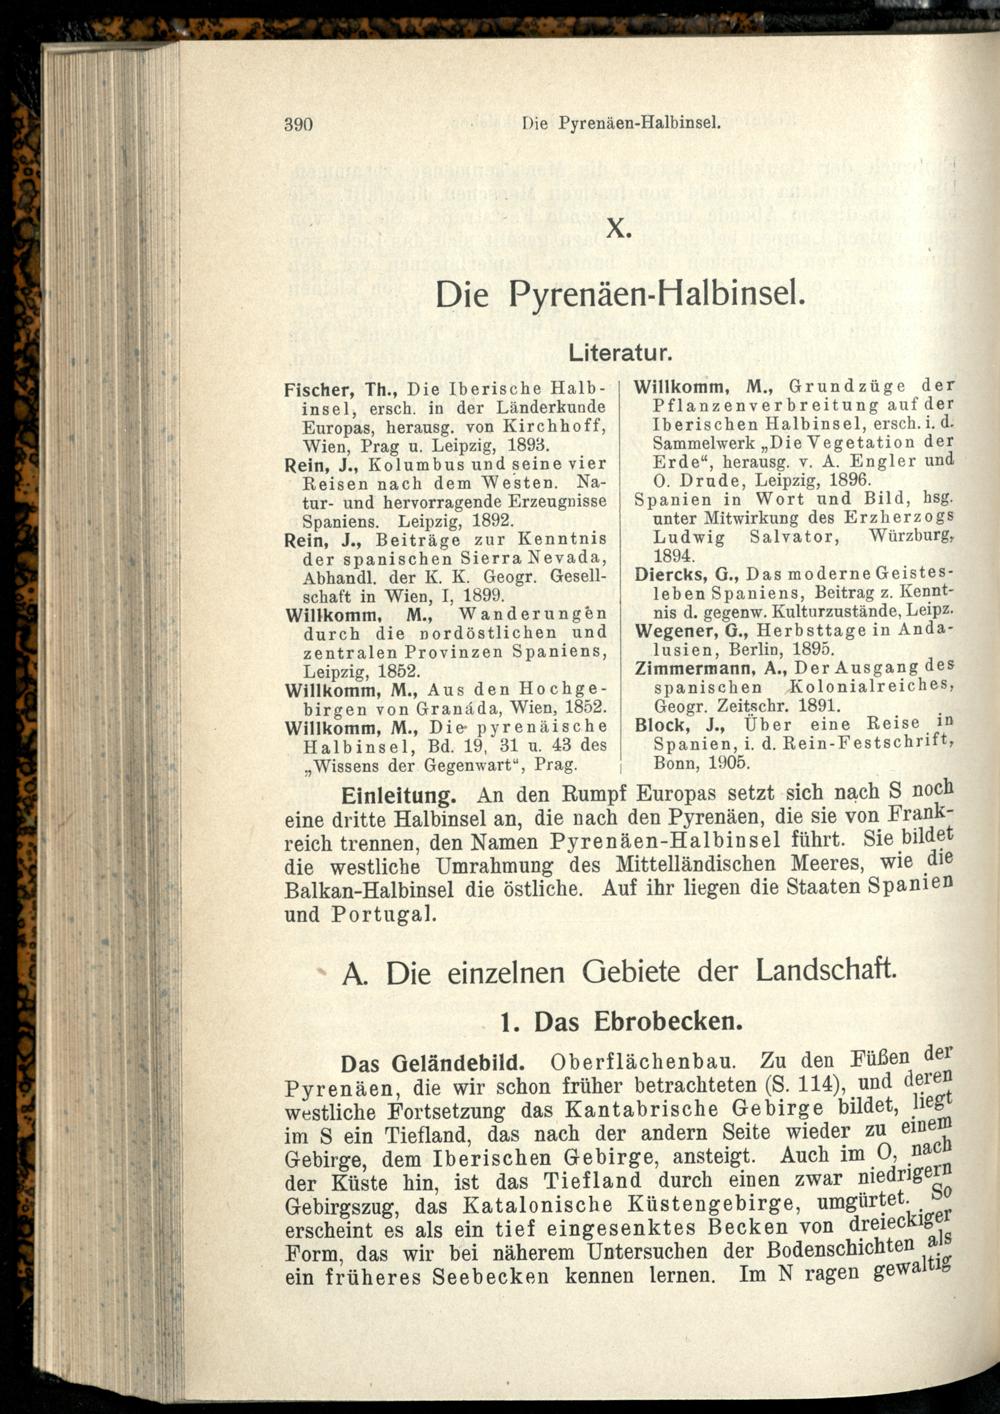 390
Die Pyrenäen-Halbinsel.
X.
Die Pyrenäen-Halbinsel.
Literatur.
Fischer, Th., Die Iberische Halb-
insel, ersch. in der Länderkunde
Europas, herausg. von Kirchhoff,
Wien, Prag u. Leipzig, 1893.
Rein, J., Kolumbus und seine vier
Reisen nach dem Westen. Na-
tur- und hervorragende Erzeugnisse
Spaniens. Leipzig, 1892.
Rein, J., Beiträge zur Kenntnis
der spanischen Sierra Nevada,
Abhandl. der K. K. Geogr. Gesell-
schaft in Wien, I, 1899.
Willkomm, M., Wanderungen
durch die nordöstlichen und
zentralen Provinzen Spaniens,
Leipzig, 1852.
Willkomm, M., Aus den Hochge-
birgen von Granáda, Wien, 1852.
Willkomm, M., Die pyrenäische
Halbinsel, Bd. 19, 31 u. 43 des
„Wissens der Gegenwart“, Prag.
Willkomm, M., Grundzüge der
Pflanzenverbreitung auf der
Iberischen Halbinsel, ersch. i. d.
Sammelwerk „Die Vegetation der
Erde“, herausg. v. A. Engler und
O. Drude, Leipzig, 1896.
Spanien in Wort und Bild, hsg.
unter Mitwirkung des Erzherzogs
Ludwig Salvator, Würzburg,
1894.
Diercks, G., Das moderne Geistes-
leben Spaniens, Beitrag z. Kennt-
nis d. gegenw. Kulturzustände, Leipz.
Wegener, G., Herbsttage in Anda-
lusien, Berlin, 1895.
Zimmermann, A., Der Ausgang des
spanischen Kolonialreiches,
Geogr. Zeitschr. 1891.
Block, J., Über eine Reise in
Spanien, i. d. Rein-Festschrift,
Bonn, 1905.
Einleitung. An den Rumpf Europas setzt sich nach S noch
eine dritte Halbinsel an, die nach den Pyrenäen, die sie von Frank-
reich trennen, den Namen Pyrenäen-Halbinsel führt. Sie bildet
die westliche Umrahmung des Mittelländischen Meeres, wie die
Balkan-Halbinsel die östliche. Auf ihr liegen die Staaten Spanien
und Portugal.
A. Die einzelnen Gebiete der Landschaft.
1. Das Ebrobecken.
Das Geländebild. Oberflächenbau. Zu den Füßen der
Pyrenäen, die wir schon früher betrachteten (S. 114), und deren
westliche Fortsetzung das Kantabrische Gebirge bildet, liegt
im S ein Tiefland, das nach der andern Seite wieder zu einem
Gebirge, dem Iberischen Gebirge, ansteigt. Auch im O, nach
der Küste hin, ist das Tiefland durch einen zwar niedrigern
Gebirgszug, das Katalonische Küstengebirge, umgürtet. So
erscheint es als ein tief eingesenktes Becken von dreieckiger
Form, das wir bei näherem Untersuchen der Bodenschichten als
ein früheres Seebecken kennen lernen. Im N ragen gewaltig